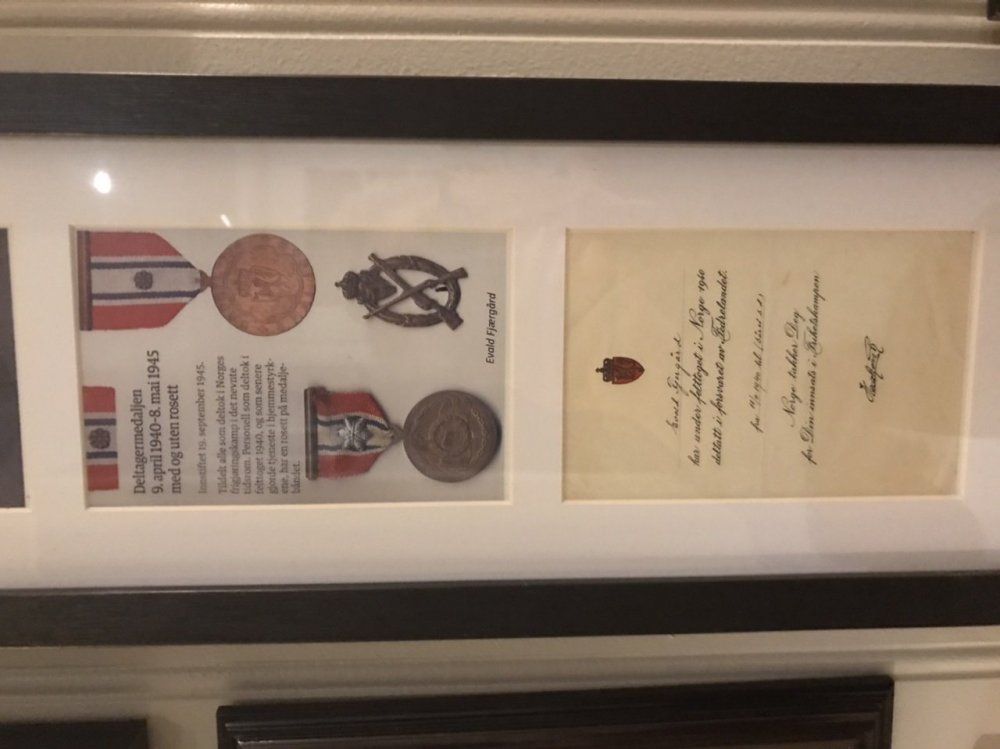 Deltagermedaljen
9. april 1940–8. mai 1945
med og uten rosett
Innstiftet 19. september 1945.
Tildelt alle som deltok i Norges
frigjøringskamp i det nevnte
tidsrom. Personell som deltok i
felttoget 1940, og som senere
gjorde tjeneste i hjemmestyrk-
ene, har en rosett på medalje-
båndet.
Evald Fjærgård
har under felttoget i Norge 1940
deltatt i forsvaret av Fedrelandet.
fra
Norge takker Dig
for Din innsats i Frihetskampen